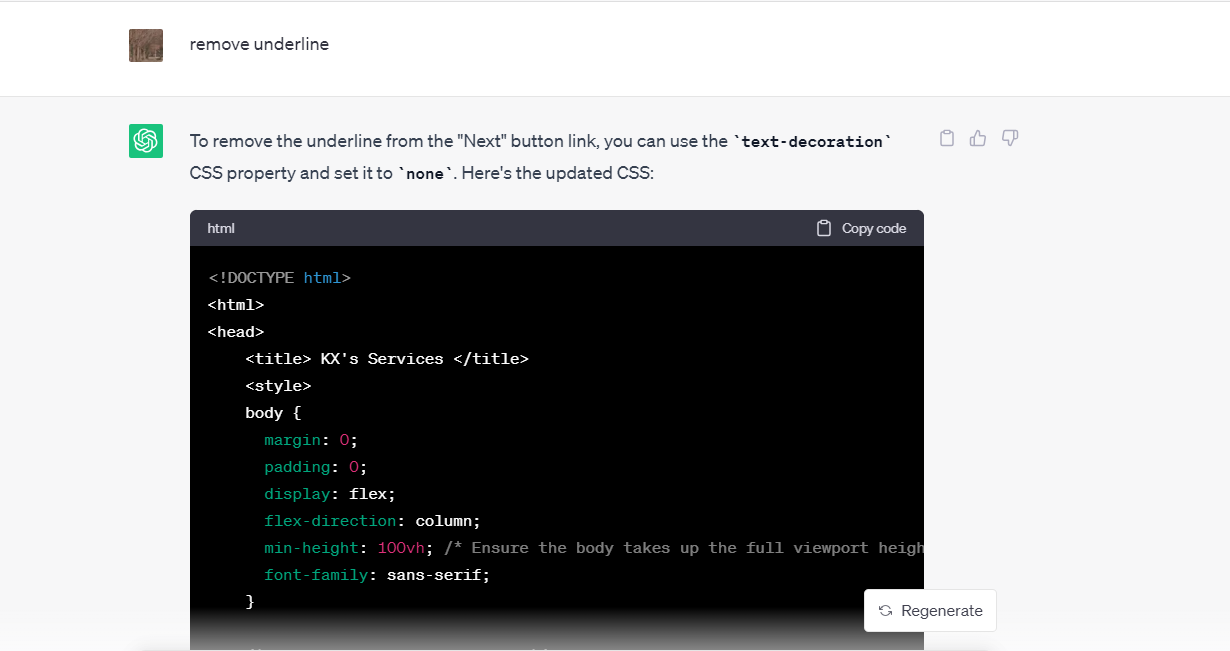 remove underline
To remove the underline from the "Next" button link, you can use the `text-decoration`
CSS property and set it to `none`. Here's the updated CSS:
html Copy code
<!DOCTYPE html>
<html>
<head>
<title> KX's Services </title>
<style>
body {
margin: 0;
padding: 0;
display: flex;
flex-direction: column;
min-height: 100vh; /* Ensure the body takes up the full viewport heigh
font-family: sans-serif;
}
Regenerate